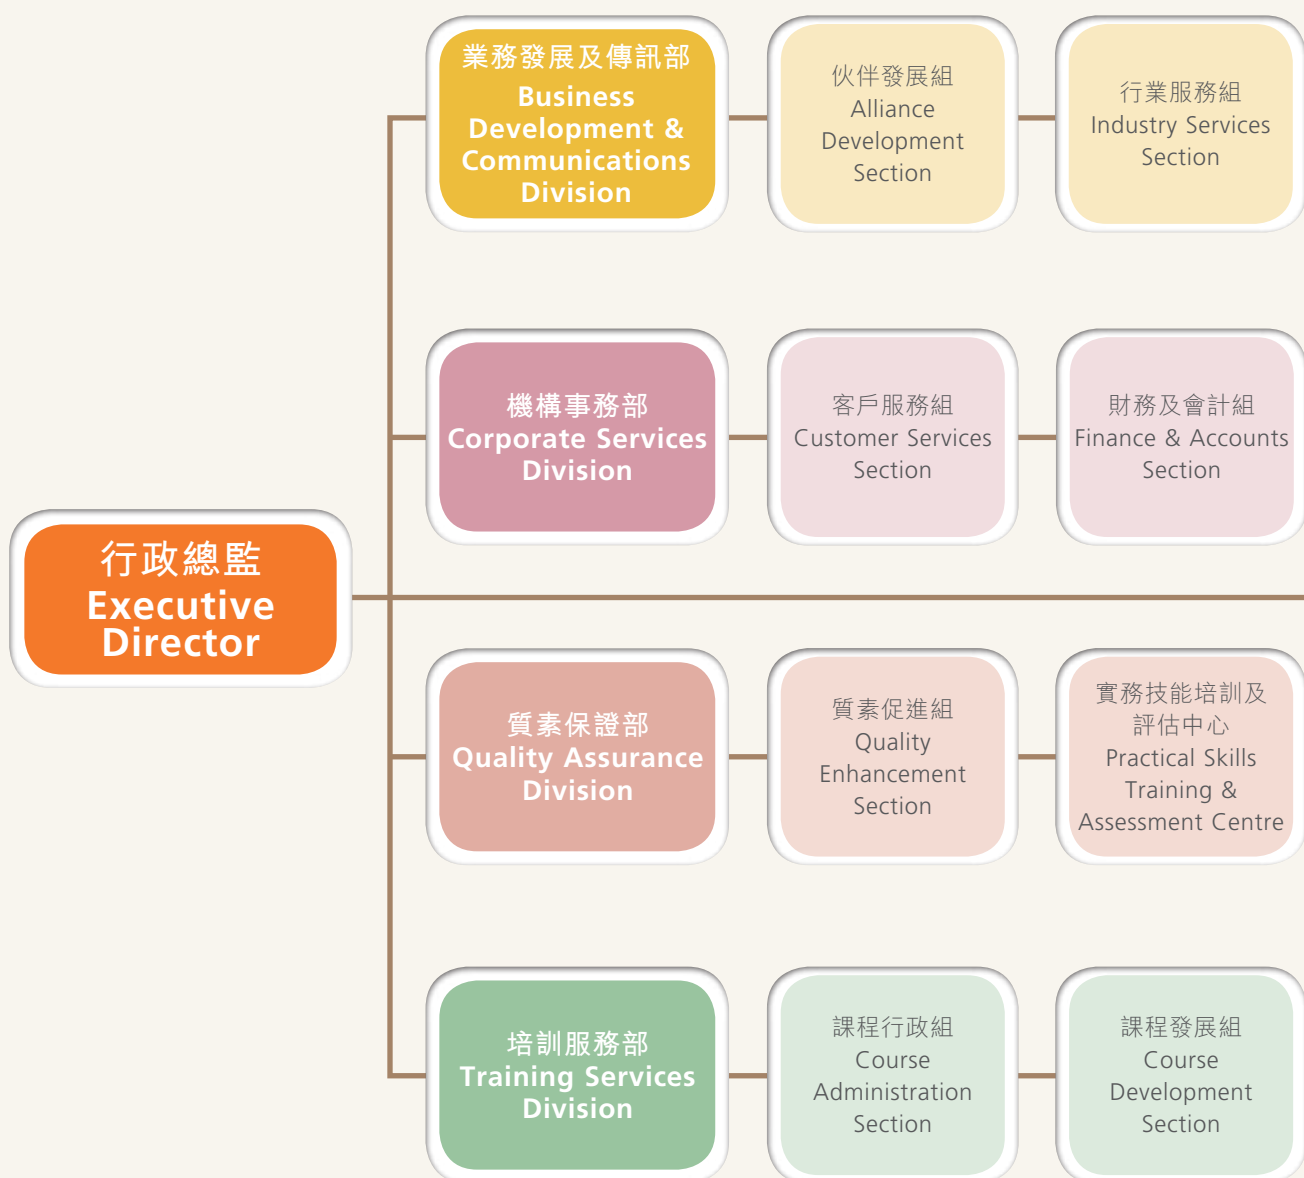 業務發展及傳訊部
Business
Development &
Communications
Division
伙伴發展組
Alliance
Development
Section
行業服務組
Industry Services
Section
機構事務部
Corporate Services
Division
客戶服務組
Customer Services
Section
財務及會計組
Finance & Accounts
Section
行政總監
Executive
Director
質素保證部
Quality Assurance
Division
質素促進組
Quality
Enhancement
Section
實務技能培訓及
評估中心
Practical Skills
Training &
Assessment Centre
培訓服務部
Training Services
Division
課程行政組
Course
Administration
Section
課程發展組
Course
Development
Section